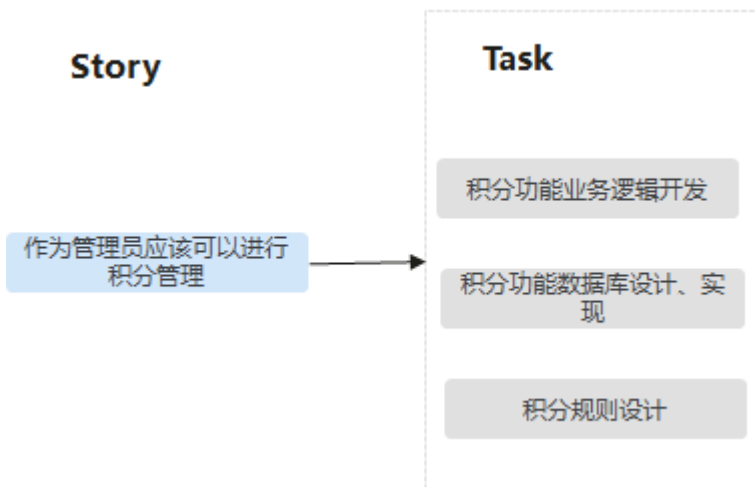 Story
Task
积分功能业务逻辑开发
作为管理员应该可以进行
积分管理
积分功能数据库设计、实
现
积分规则设计